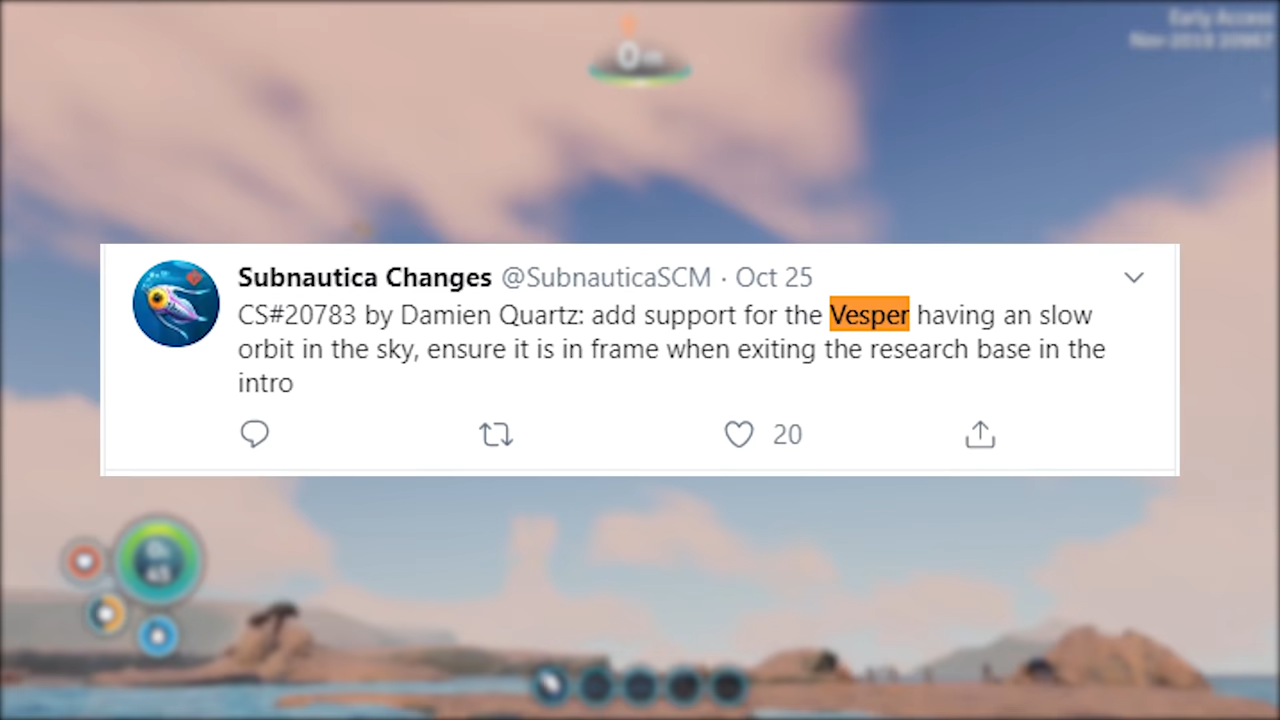 Early Access
0 m
Subnautica Changes @SubnauticaSCM · Oct 25
CS#20783 by Damien Quartz: add support for the Vesper having an slow
orbit in the sky, ensure it is in frame when exiting the research base in the
intro
20